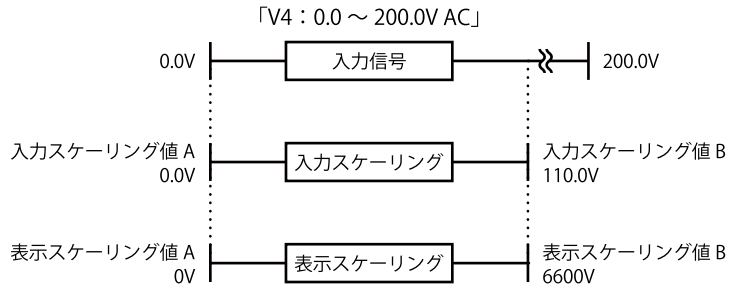 「V4：0.0 ～ 200.0V AC」
0.0V
入力信号
200.0V
入力スケーリング値 A
0.0V
入力スケーリング
入力スケーリング値 B
110.0V
表示スケーリング値 A
0V
表示スケーリング
表示スケーリング値 B
6600V